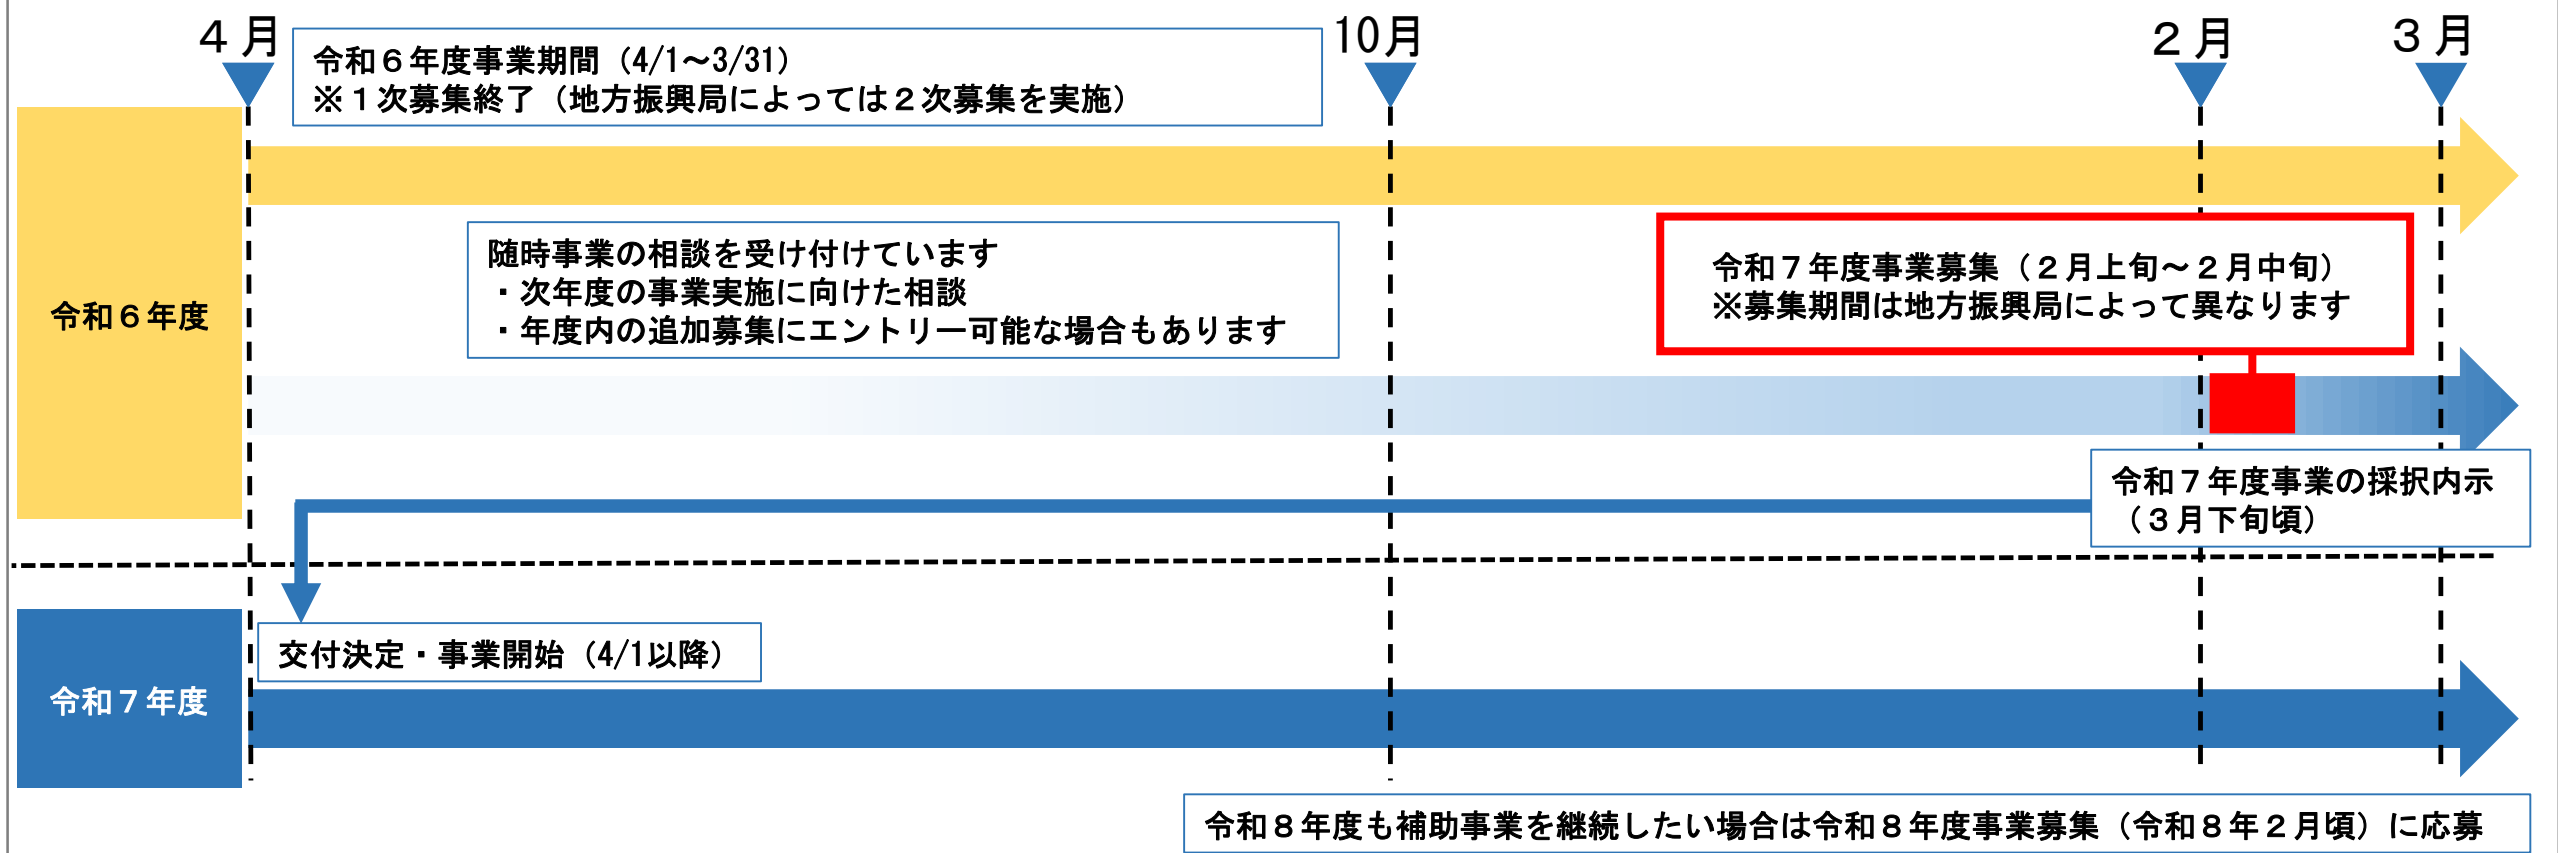 ４月
10月
２月
３月
令和６年度事業期間（4/1～3/31）
※１次募集終了（地方振興局によっては２次募集を実施）
令和６年度
随時事業の相談を受け付けています
・次年度の事業実施に向けた相談
・年度内の追加募集にエントリー可能な場合もあります
令和７年度事業募集（２月上旬～２月中旬）
※募集期間は地方振興局によって異なります
令和７年度事業の採択内示
（３月下旬頃）
令和７年度
交付決定・事業開始（4/1以降）
令和８年度も補助事業を継続したい場合は令和８年度事業募集（令和８年２月頃）に応募